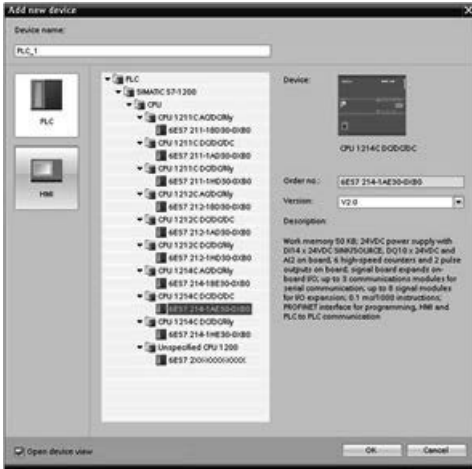 Add new device
Device name:
PLC_1
PLC
HMI
PLC
SIMATIC S7-1200
CPU
CPU 1211C AC/DC/Rly
6ES7 211-1BD30-0XB0
CPU 1211C DC/DC/DC
6ES7 211-1AD30-0XB0
CPU 1211C DC/DC/Rly
6ES7 211-1HD30-0XB0
CPU 1212C AC/DC/Rly
6ES7 212-1BD30-0XB0
CPU 1212C DC/DC/DC
6ES7 212-1AD30-0XB0
CPU 1212C DC/DC/Rly
6ES7 212-1HD30-0XB0
CPU 1214C AC/DC/Rly
6ES7 214-1BE30-0XB0
CPU 1214C DC/DC/DC
6ES7 214-1AE30-0XB0
CPU 1214C DC/DC/Rly
6ES7 214-1HE30-0XB0
Unspecified CPU 1200
6ES7 2XX-XXXXX-XXXX
Device:
CPU 1214C DC/DC/DC
Order no.: 6ES7 214-1AE30-0XB0
Version: V2.0
Description:
Work memory 50 KB; 24VDC power supply with
DI14 x 24VDC SINK/SOURCE, DQ10 x 24VDC and
AI2 on board; 6 high-speed counters and 2 pulse
outputs on board; signal board expands on-
board I/O; up to 3 communications modules for
serial communication; up to 8 signal modules
for I/O expansion; 0.1 ms/1000 instructions;
PROFINET interface for programming, HMI and
PLC to PLC communication
Open device view
OK
Cancel